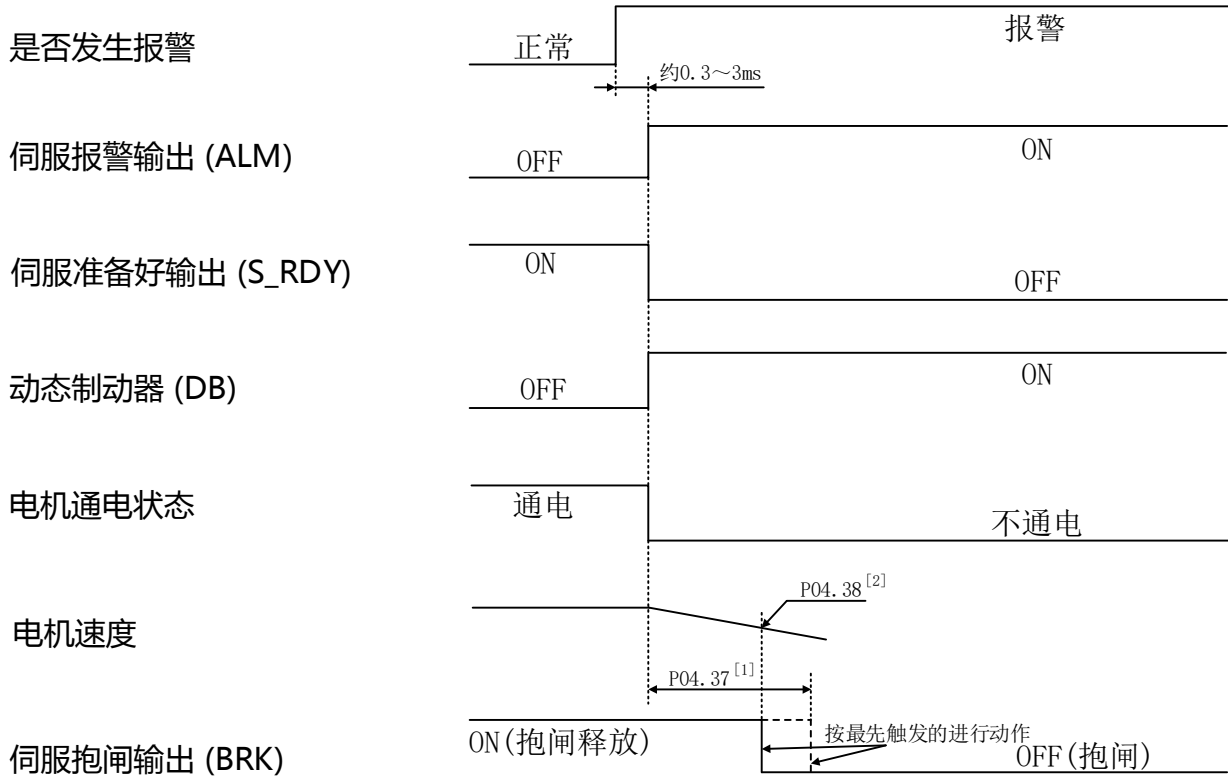 是否发生报警
正常
报警
约0.3～3ms
伺服报警输出 (ALM)
OFF
ON
伺服准备好输出 (S_RDY)
ON
OFF
动态制动器 (DB)
OFF
ON
电机通电状态
通电
不通电
P04.38[2]
电机速度
P04.37[1]
伺服抱闸输出 (BRK)
ON(抱闸释放)
按最先触发的进行动作
OFF(抱闸)